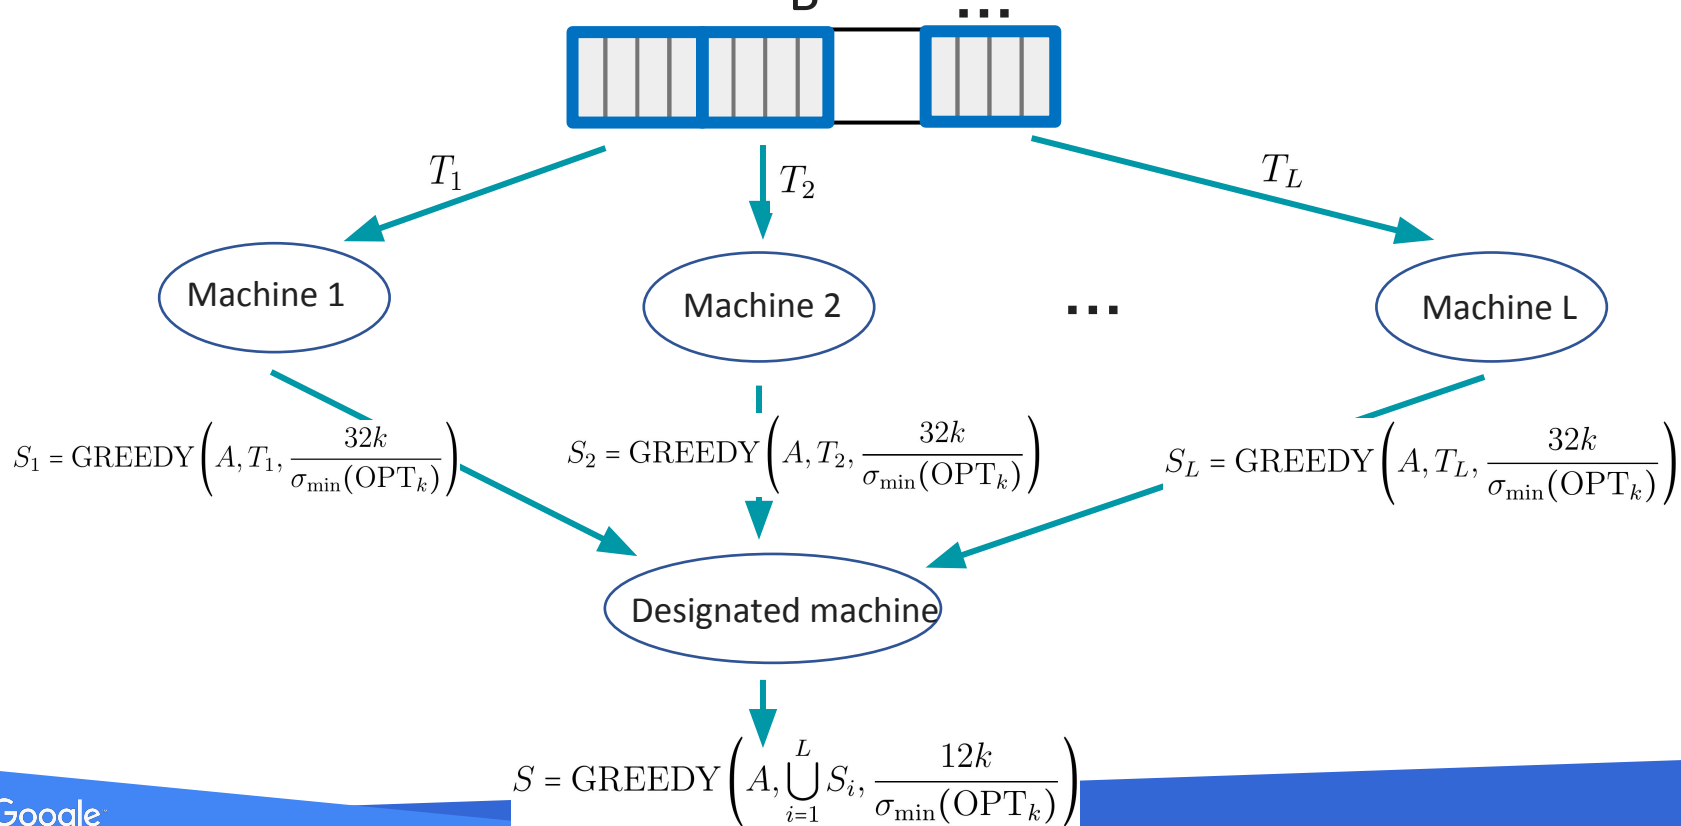 B ...
T_1
T_2
T_L
Machine 1
Machine 2
...
Machine L
S_1 = GREEDY(A, T_1, 32k / σ_min(OPT_k))
S_2 = GREEDY(A, T_2, 32k / σ_min(OPT_k))
S_L = GREEDY(A, T_L, 32k / σ_min(OPT_k))
Designated machine
S = GREEDY(A, ⋃_{i=1}^{L} S_i, 12k / σ_min(OPT_k))
Google